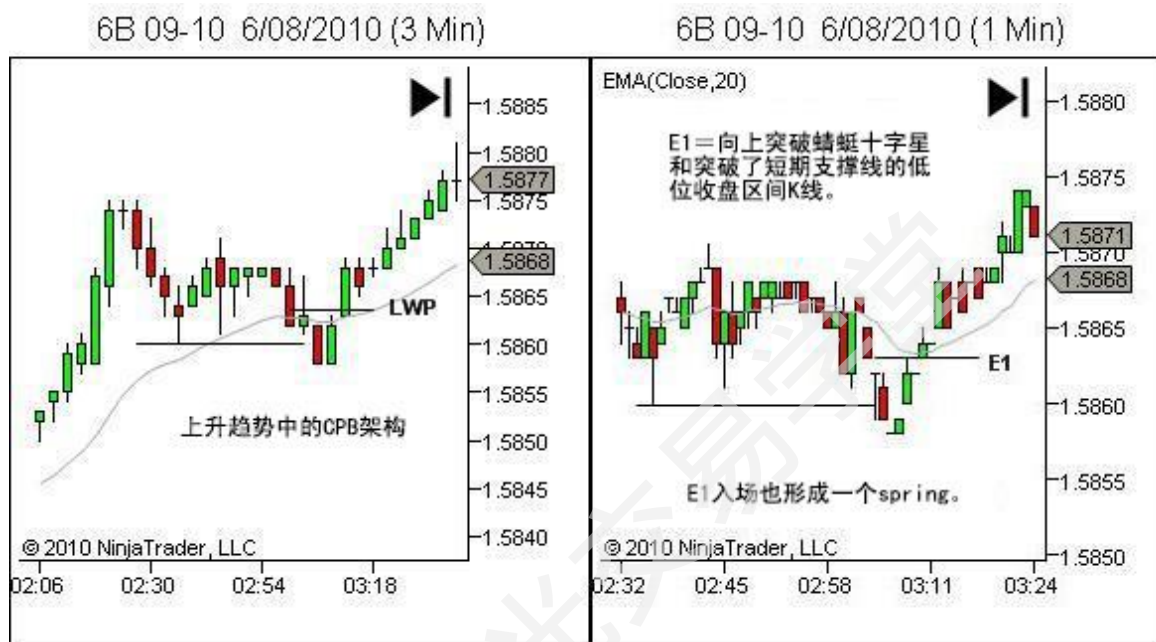 6B 09-10 6/08/2010 (3 Min)
1.5885
1.5880
1.5877
1.5875
1.5870
1.5868
1.5865
LWP
1.5860
1.5855
上升趋势中的CPB架构
1.5850
1.5845
1.5840
© 2010 NinjaTrader, LLC
02:06 02:30 02:54 03:18
6B 09-10 6/08/2010 (1 Min)
EMA(Close,20)
1.5880
E1=向上突破蜻蜓十字星
和突破了短期支撑线的低
位收盘区间K线。
1.5875
1.5871
1.5870
1.5868
1.5865
E1
1.5860
1.5855
E1入场也形成一个spring。
1.5850
© 2010 NinjaTrader, LLC
02:32 02:45 02:58 03:11 03:24
交易学堂